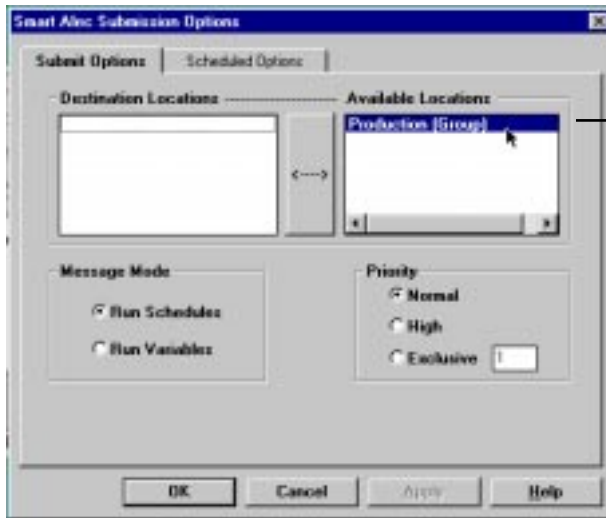 Smart Alec Submission Options
Submit Options
Scheduled Options
Destination Locations
Available Locations
Production (Group)
<---->
Message Mode
Run Schedules
Run Variables
Priority
Normal
High
Exclusive
1
OK
Cancel
Apply
Help